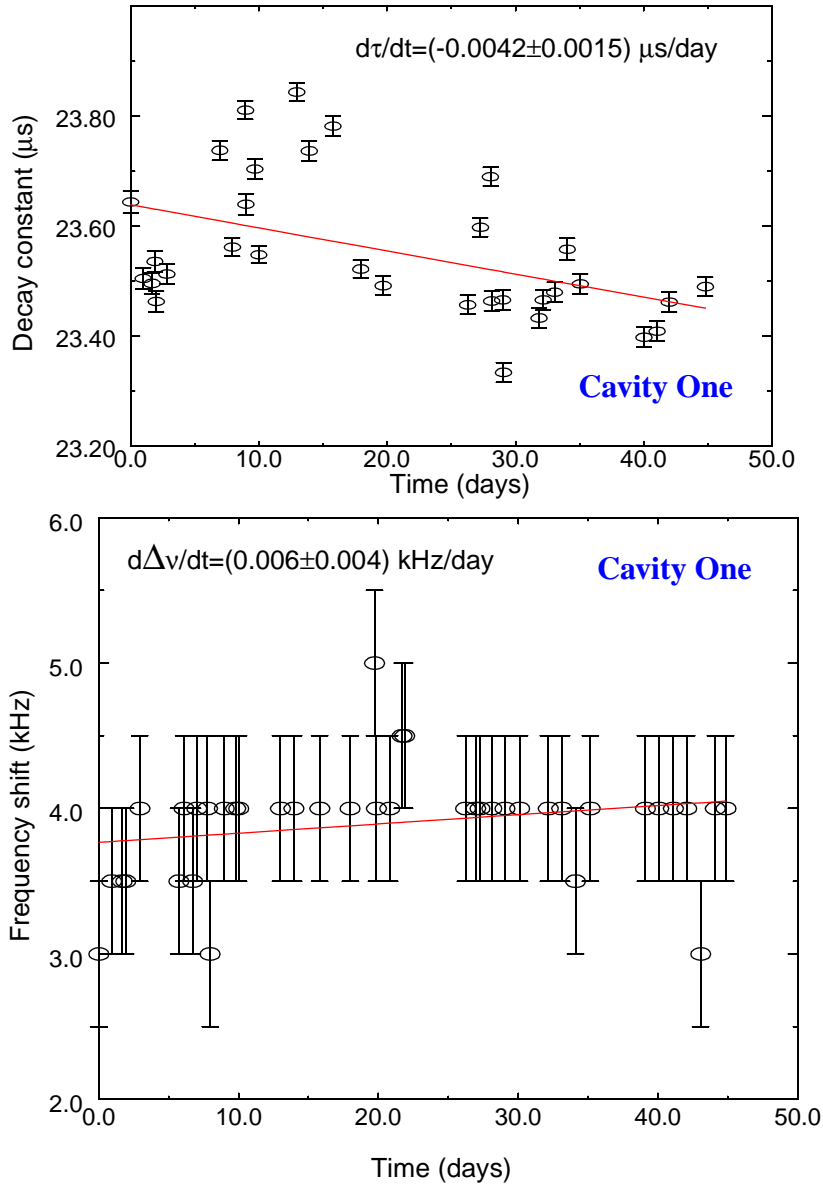 dτ/dt=(-0.0042±0.0015) μs/day
23.80
23.60
23.40
23.20
Decay constant (μs)
Cavity One
0.0 10.0 20.0 30.0 40.0 50.0
Time (days)
6.0
5.0
4.0
3.0
2.0
Frequency shift (kHz)
dΔν/dt=(0.006±0.004) kHz/day
Cavity One
0.0 10.0 20.0 30.0 40.0 50.0
Time (days)